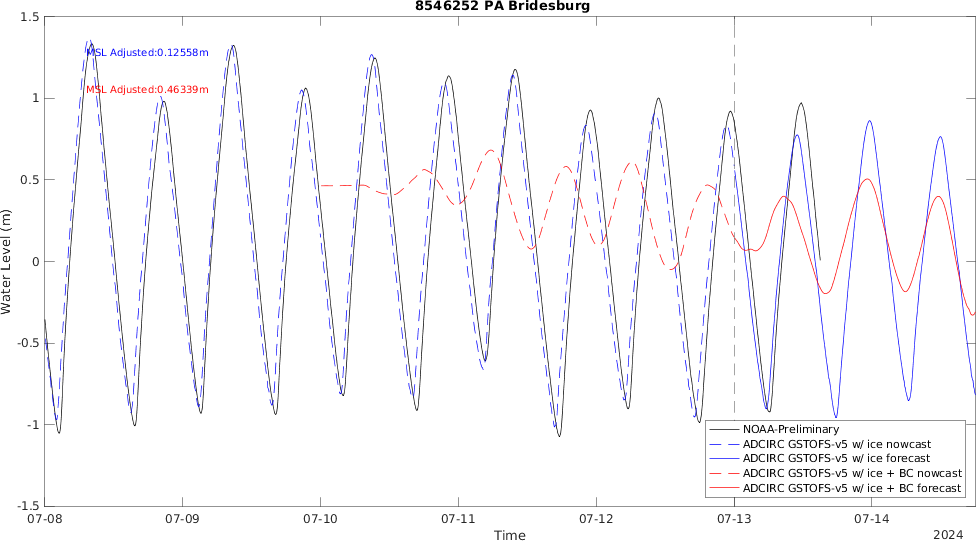 8546252 PA Bridesburg
MSL Adjusted:0.12558m
MSL Adjusted:0.46339m
Water Level (m)
1.5
1
0.5
0
-0.5
-1
-1.5
NOAA-Preliminary
ADCIRC GSTOFS-v5 w/ ice nowcast
ADCIRC GSTOFS-v5 w/ ice forecast
ADCIRC GSTOFS-v5 w/ ice + BC nowcast
ADCIRC GSTOFS-v5 w/ ice + BC forecast
07-08 07-09 07-10 07-11 07-12 07-13 07-14
Time
2024